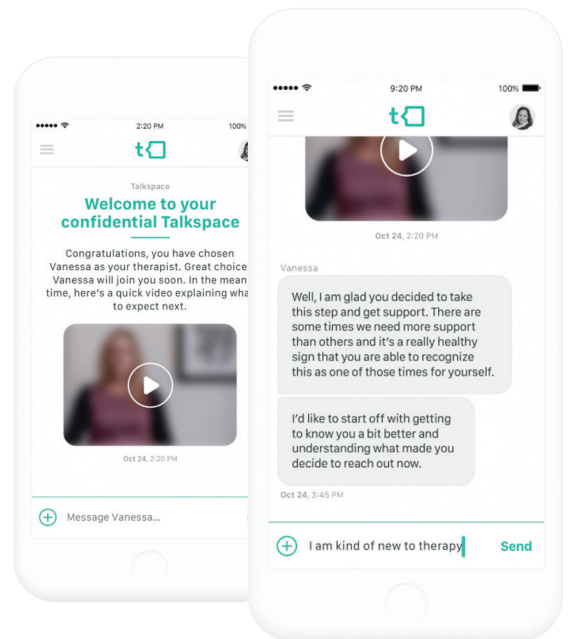 2:20 PM
100%
Talkspace
Welcome to your
confidential Talkspace
Congratulations, you have chosen
Vanessa as your therapist. Great choice
Vanessa will join you soon. In the mean
time, here's a quick video explaining wha
to expect next.
Oct 24, 2:20 PM
Message Vanessa...
9:20 PM
100%
t
Oct 24, 2:20 PM
Vanessa
Well, I am glad you decided to take
this step and get support. There are
some times we need more support
than others and it's a really healthy
sign that you are able to recognize
this as one of those times for yourself.
I'd like to start off with getting
to know you a bit better and
understanding what made you
decide to reach out now.
Oct 24, 3:45 PM
I am kind of new to therapy
Send